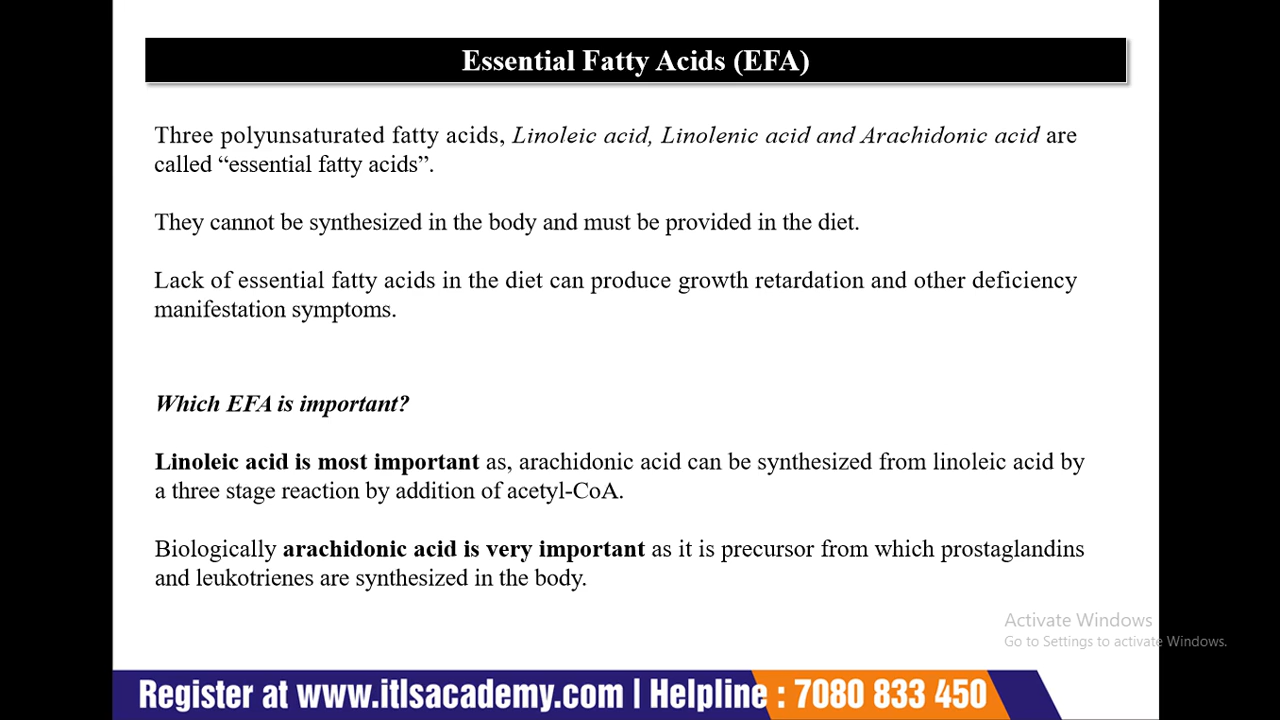 Essential Fatty Acids (EFA)
Three polyunsaturated fatty acids, Linoleic acid, Linolenic acid and Arachidonic acid are
called “essential fatty acids”.
They cannot be synthesized in the body and must be provided in the diet.
Lack of essential fatty acids in the diet can produce growth retardation and other deficiency
manifestation symptoms.
Which EFA is important?
Linoleic acid is most important as, arachidonic acid can be synthesized from linoleic acid by
a three stage reaction by addition of acetyl-CoA.
Biologically arachidonic acid is very important as it is precursor from which prostaglandins
and leukotrienes are synthesized in the body.
Activate Windows
Go to Settings to activate Windows.
Register at www.itlsacademy.com | Helpline : 7080 833 450